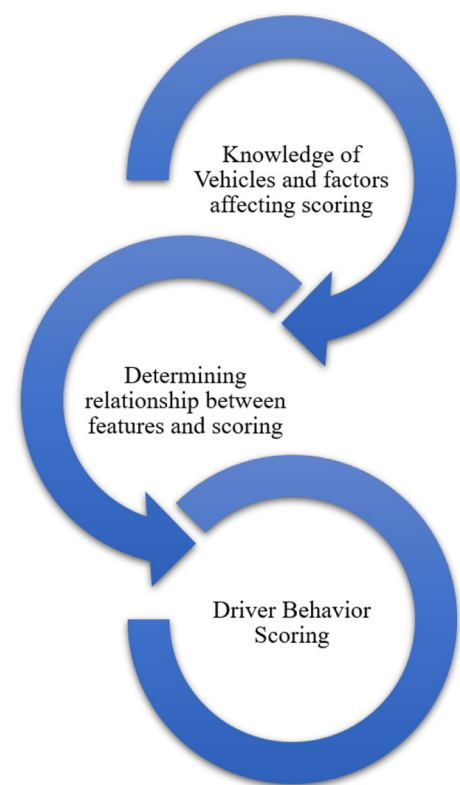 Knowledge of
Vehicles and factors
affecting scoring
Determining
relationship between
features and scoring
Driver Behavior
Scoring